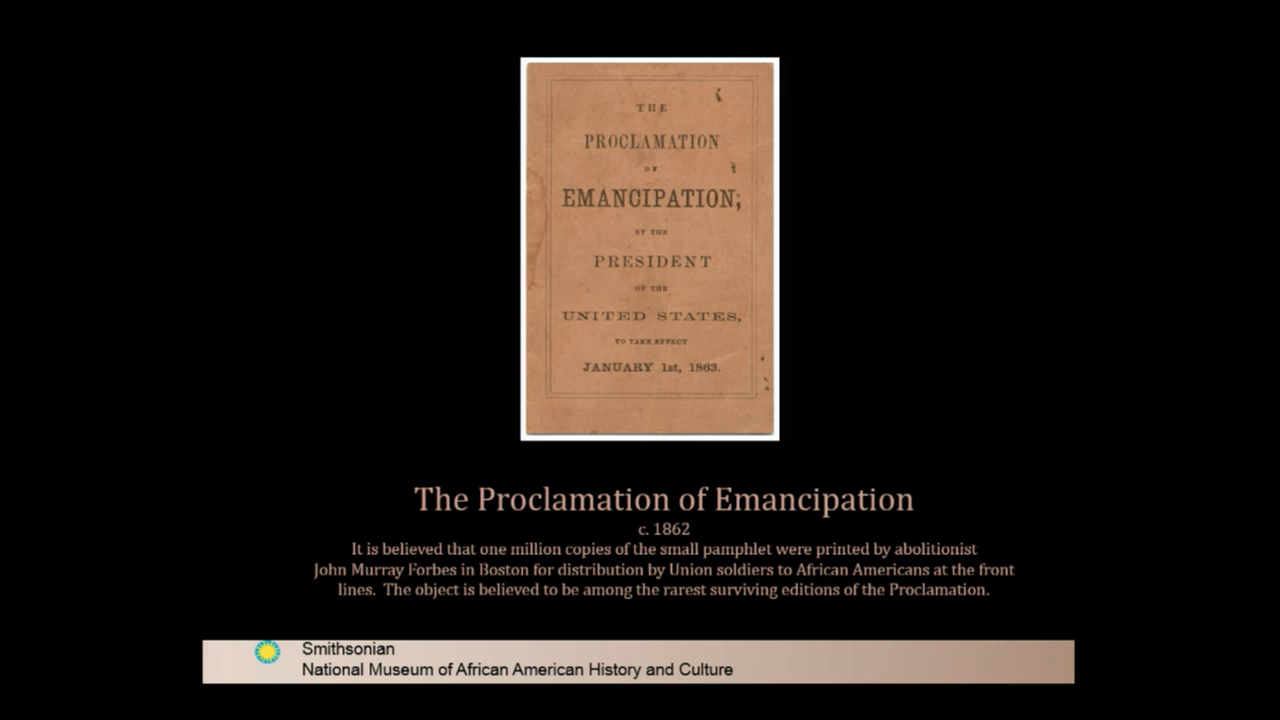 THE
PROCLAMATION
OF
EMANCIPATION;
BY THE
PRESIDENT
OF THE
UNITED STATES,
TO TAKE EFFECT
JANUARY 1st, 1863.
The Proclamation of Emancipation
c. 1862
It is believed that one million copies of the small pamphlet were printed by abolitionist
John Murray Forbes in Boston for distribution by Union soldiers to African Americans at the front
lines. The object is believed to be among the rarest surviving editions of the Proclamation.
Smithsonian
National Museum of African American History and Culture